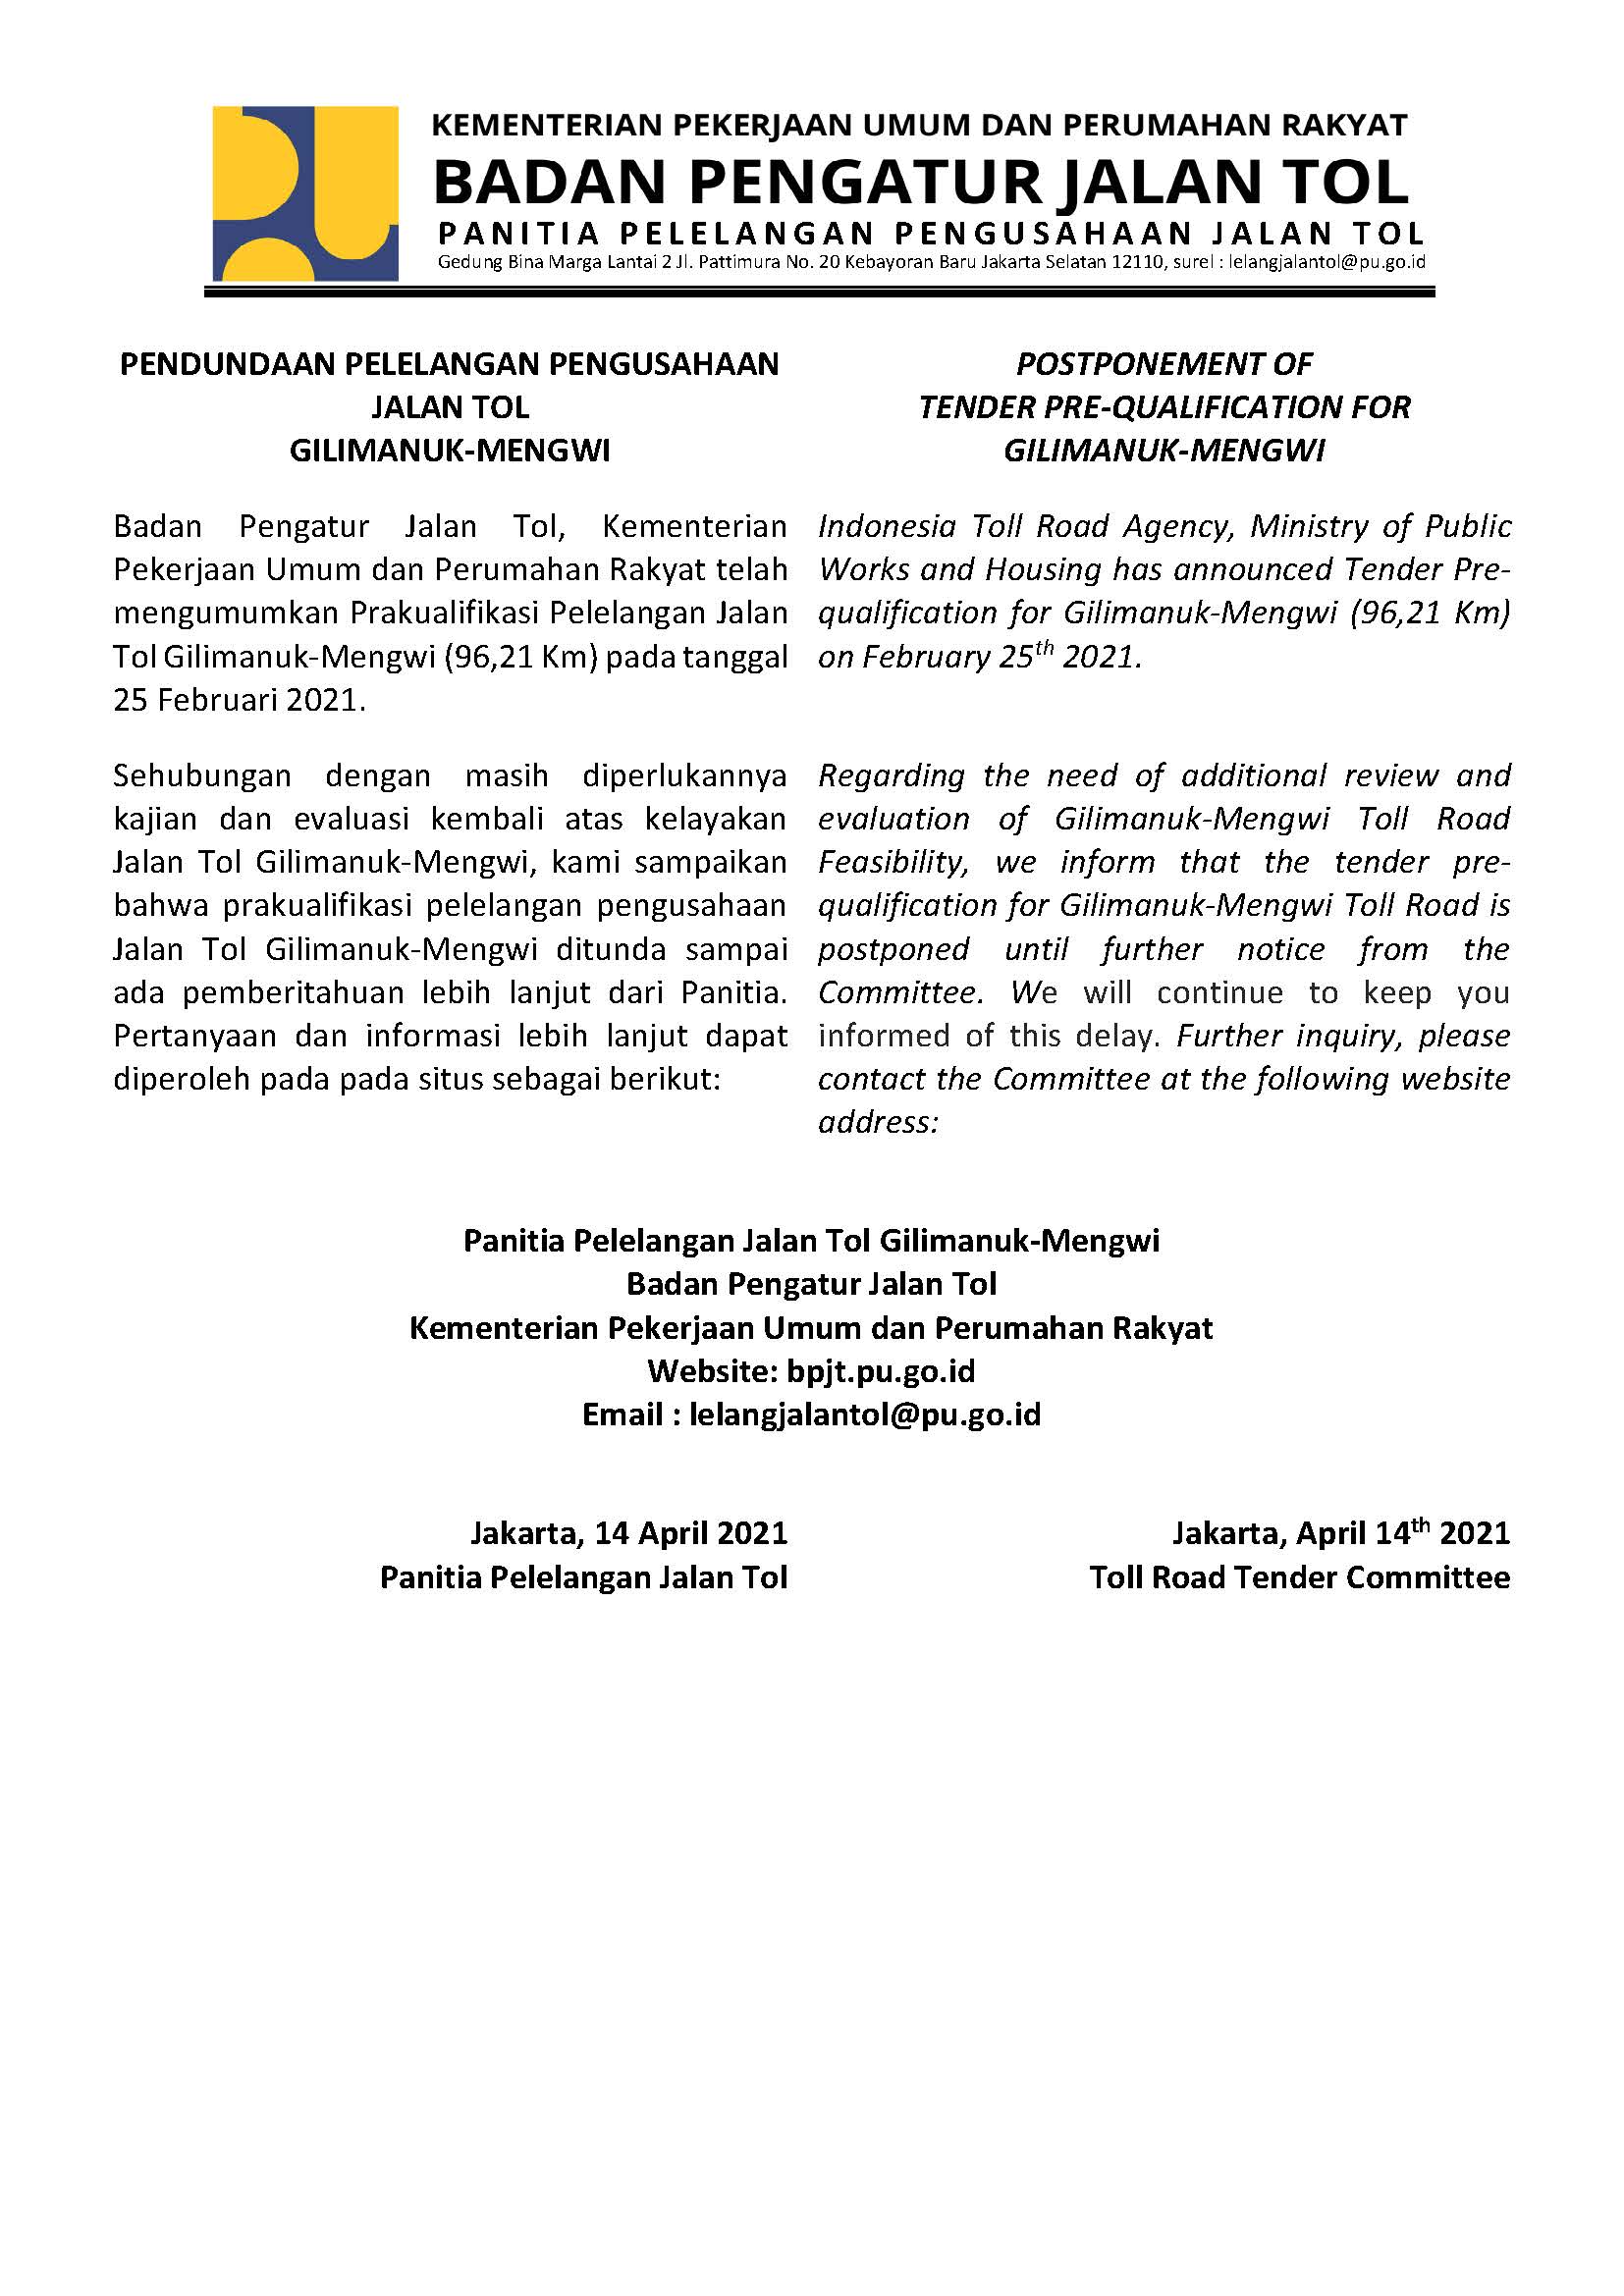 KEMENTERIAN PEKERJAAN UMUM DAN PERUMAHAN RAKYAT
BADAN PENGATUR JALAN TOL
PANITIA PELELANGAN PENGUSAHAAN JALAN TOL
Gedung Bina Marga Lantai 2 Jl. Pattimura No. 20 Kebayoran Baru Jakarta Selatan 12110, surel : lelangjalantol@pu.go.id
PENDUNDAAN PELELANGAN PENGUSAHAAN
JALAN TOL
GILIMANUK-MENGWI
Badan Pengatur Jalan Tol, Kementerian
Pekerjaan Umum dan Perumahan Rakyat telah
mengumumkan Prakualifikasi Pelelangan Jalan
Tol Gilimanuk-Mengwi (96,21 Km) pada tanggal
25 Februari 2021.
Sehubungan dengan masih diperlukannya
kajian dan evaluasi kembali atas kelayakan
Jalan Tol Gilimanuk-Mengwi, kami sampaikan
bahwa prakualifikasi pelelangan pengusahaan
Jalan Tol Gilimanuk-Mengwi ditunda sampai
ada pemberitahuan lebih lanjut dari Panitia.
Pertanyaan dan informasi lebih lanjut dapat
diperoleh pada pada situs sebagai berikut:
POSTPONEMENT OF
TENDER PRE-QUALIFICATION FOR
GILIMANUK-MENGWI
Indonesia Toll Road Agency, Ministry of Public
Works and Housing has announced Tender Pre-
qualification for Gilimanuk-Mengwi (96,21 Km)
on February 25th 2021.
Regarding the need of additional review and
evaluation of Gilimanuk-Mengwi Toll Road
Feasibility, we inform that the tender pre-
qualification for Gilimanuk-Mengwi Toll Road is
postponed until further notice from the
Committee. We will continue to keep you
informed of this delay. Further inquiry, please
contact the Committee at the following website
address:
Panitia Pelelangan Jalan Tol Gilimanuk-Mengwi
Badan Pengatur Jalan Tol
Kementerian Pekerjaan Umum dan Perumahan Rakyat
Website: bpjt.pu.go.id
Email : lelangjalantol@pu.go.id
Jakarta, 14 April 2021
Panitia Pelelangan Jalan Tol
Jakarta, April 14th 2021
Toll Road Tender Committee